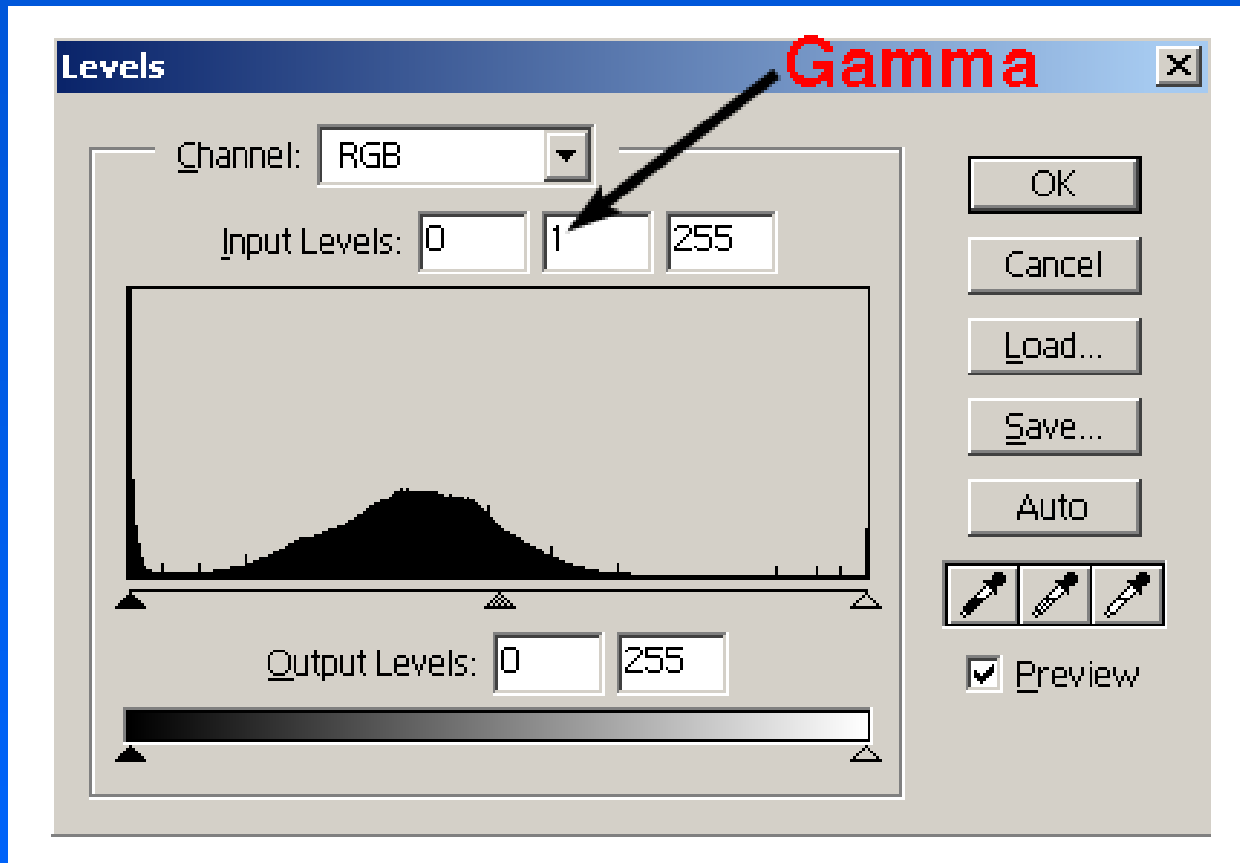 Levels
Gamma
Channel: RGB
Input Levels: 0 1 255
Output Levels: 0 255
OK
Cancel
Load...
Save...
Auto
Preview